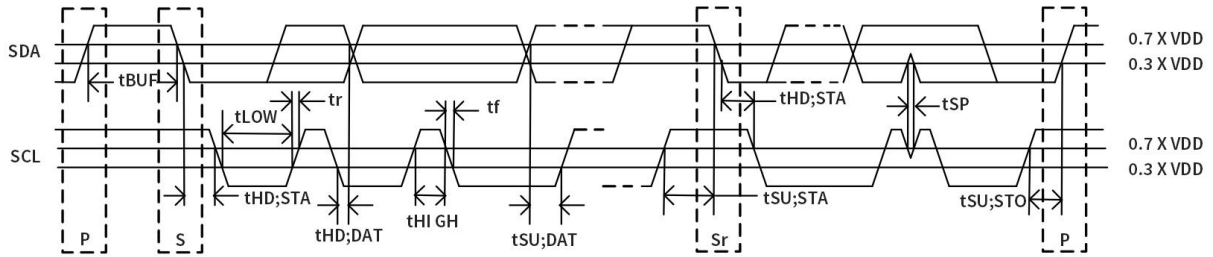 SDA
0.7 X VDD
0.3 X VDD
tBUF
tLOW
tr
tf
tHD;STA
tSP
SCL
0.7 X VDD
0.3 X VDD
tHD;STA
tHI GH
tSU;STA
tSU;STO
tHD;DAT
tSU;DAT
P
S
Sr
P